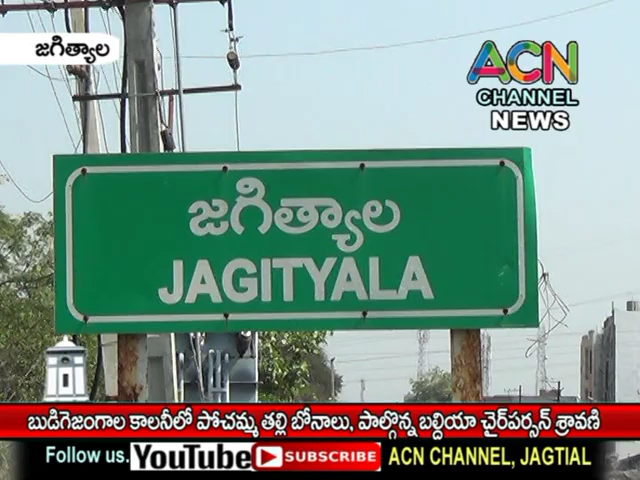 జగిత్యాల
ACN
CHANNEL
NEWS
జగిత్యాల
JAGITYALA
బుడిగెజంగాల కాలనీలో పోచమ్మ తల్లి బోనాలు, పాల్గొన్న బల్దియా చైర్‌పర్సన్ శ్రావణి
Follow us. YouTube SUBSCRIBE ACN CHANNEL, JAGTIAL